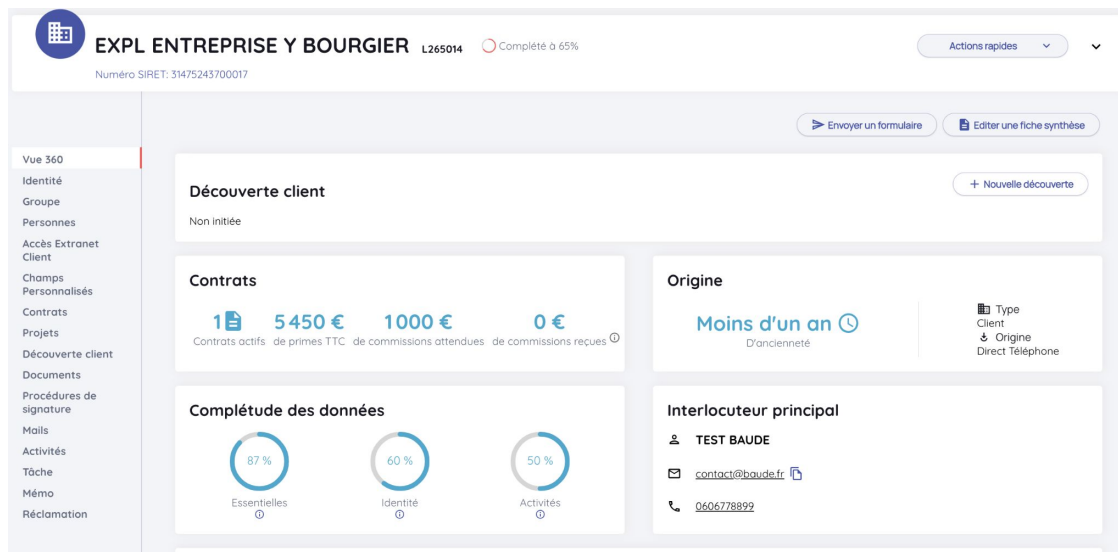 EXPL ENTREPRISE Y BOURGIER L265014 Complété à 65%
Actions rapides
Numéro SIRET: 31475243700017
Envoyer un formulaire
Editer une fiche synthèse
Vue 360
Identité
Groupe
Personnes
Accès Extranet
Client
Champs
Personnalisés
Contrats
Projets
Découverte client
Documents
Procédures de
signature
Mails
Activités
Tâche
Mémo
Réclamation
Découverte client
+ Nouvelle découverte
Non initiée
Contrats
1 5 450 € 1 000 € 0 €
Contrats actifs de primes TTC de commissions attendues de commissions reçues
Origine
Moins d'un an
D'ancienneté
Type
Client
Origine
Direct Téléphone
Complétude des données
87 % 60 % 50 %
Essentielles Identité Activités
Interlocuteur principal
TEST BAUDE
contact@baude.fr
0606778899